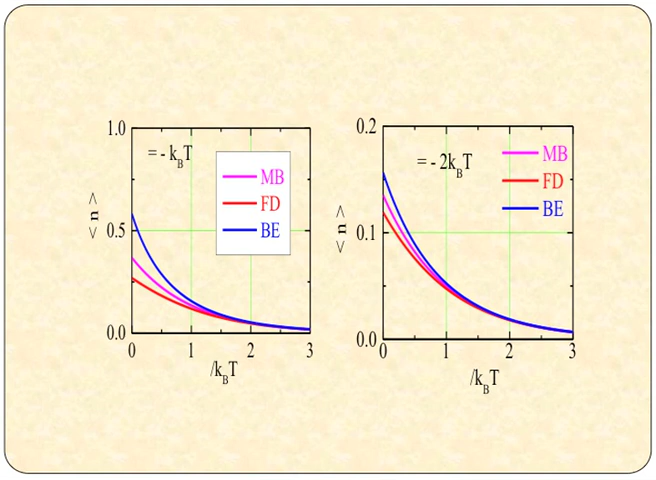 1.0
= - k_BT
MB
FD
BE
0.5
< n >
0.0
0
1
2
3
/k_BT
0.2
= - 2k_BT
MB
FD
BE
< n >
0.1
0.0
0
1
2
3
/k_BT